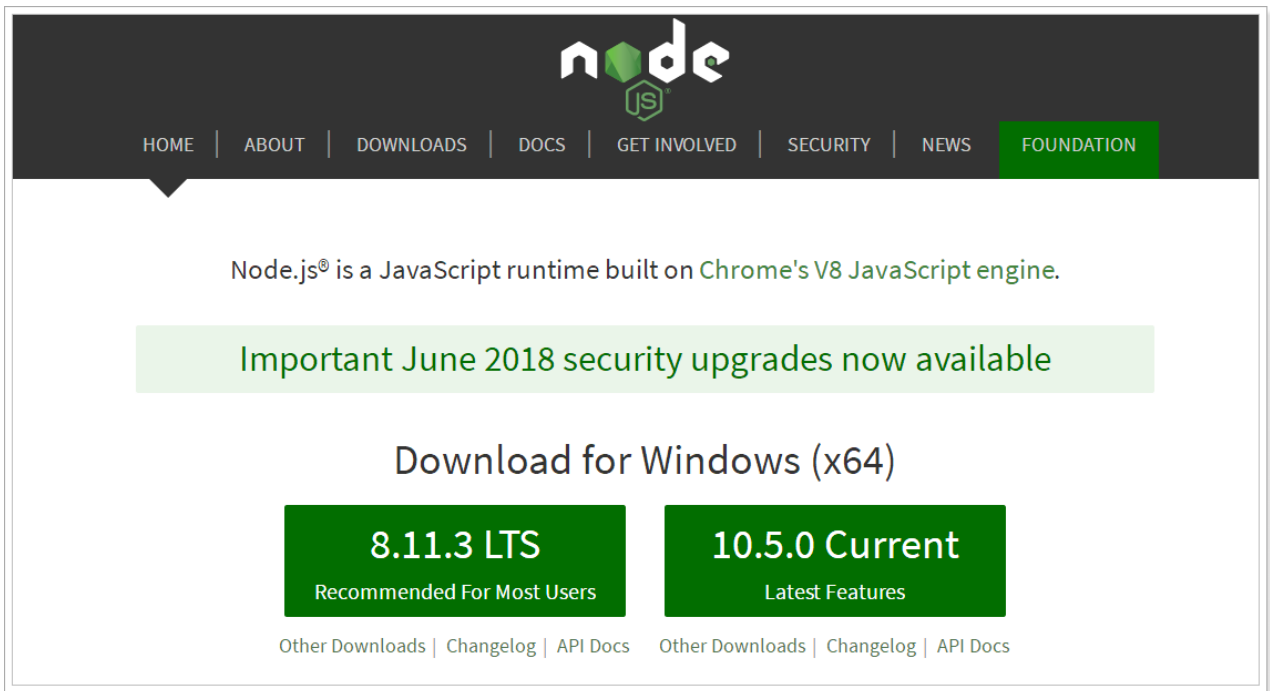 node
JS®
HOME | ABOUT | DOWNLOADS | DOCS | GET INVOLVED | SECURITY | NEWS FOUNDATION
Node.js® is a JavaScript runtime built on Chrome's V8 JavaScript engine.
Important June 2018 security upgrades now available
Download for Windows (x64)
8.11.3 LTS
Recommended For Most Users
Other Downloads | Changelog | API Docs
10.5.0 Current
Latest Features
Other Downloads | Changelog | API Docs